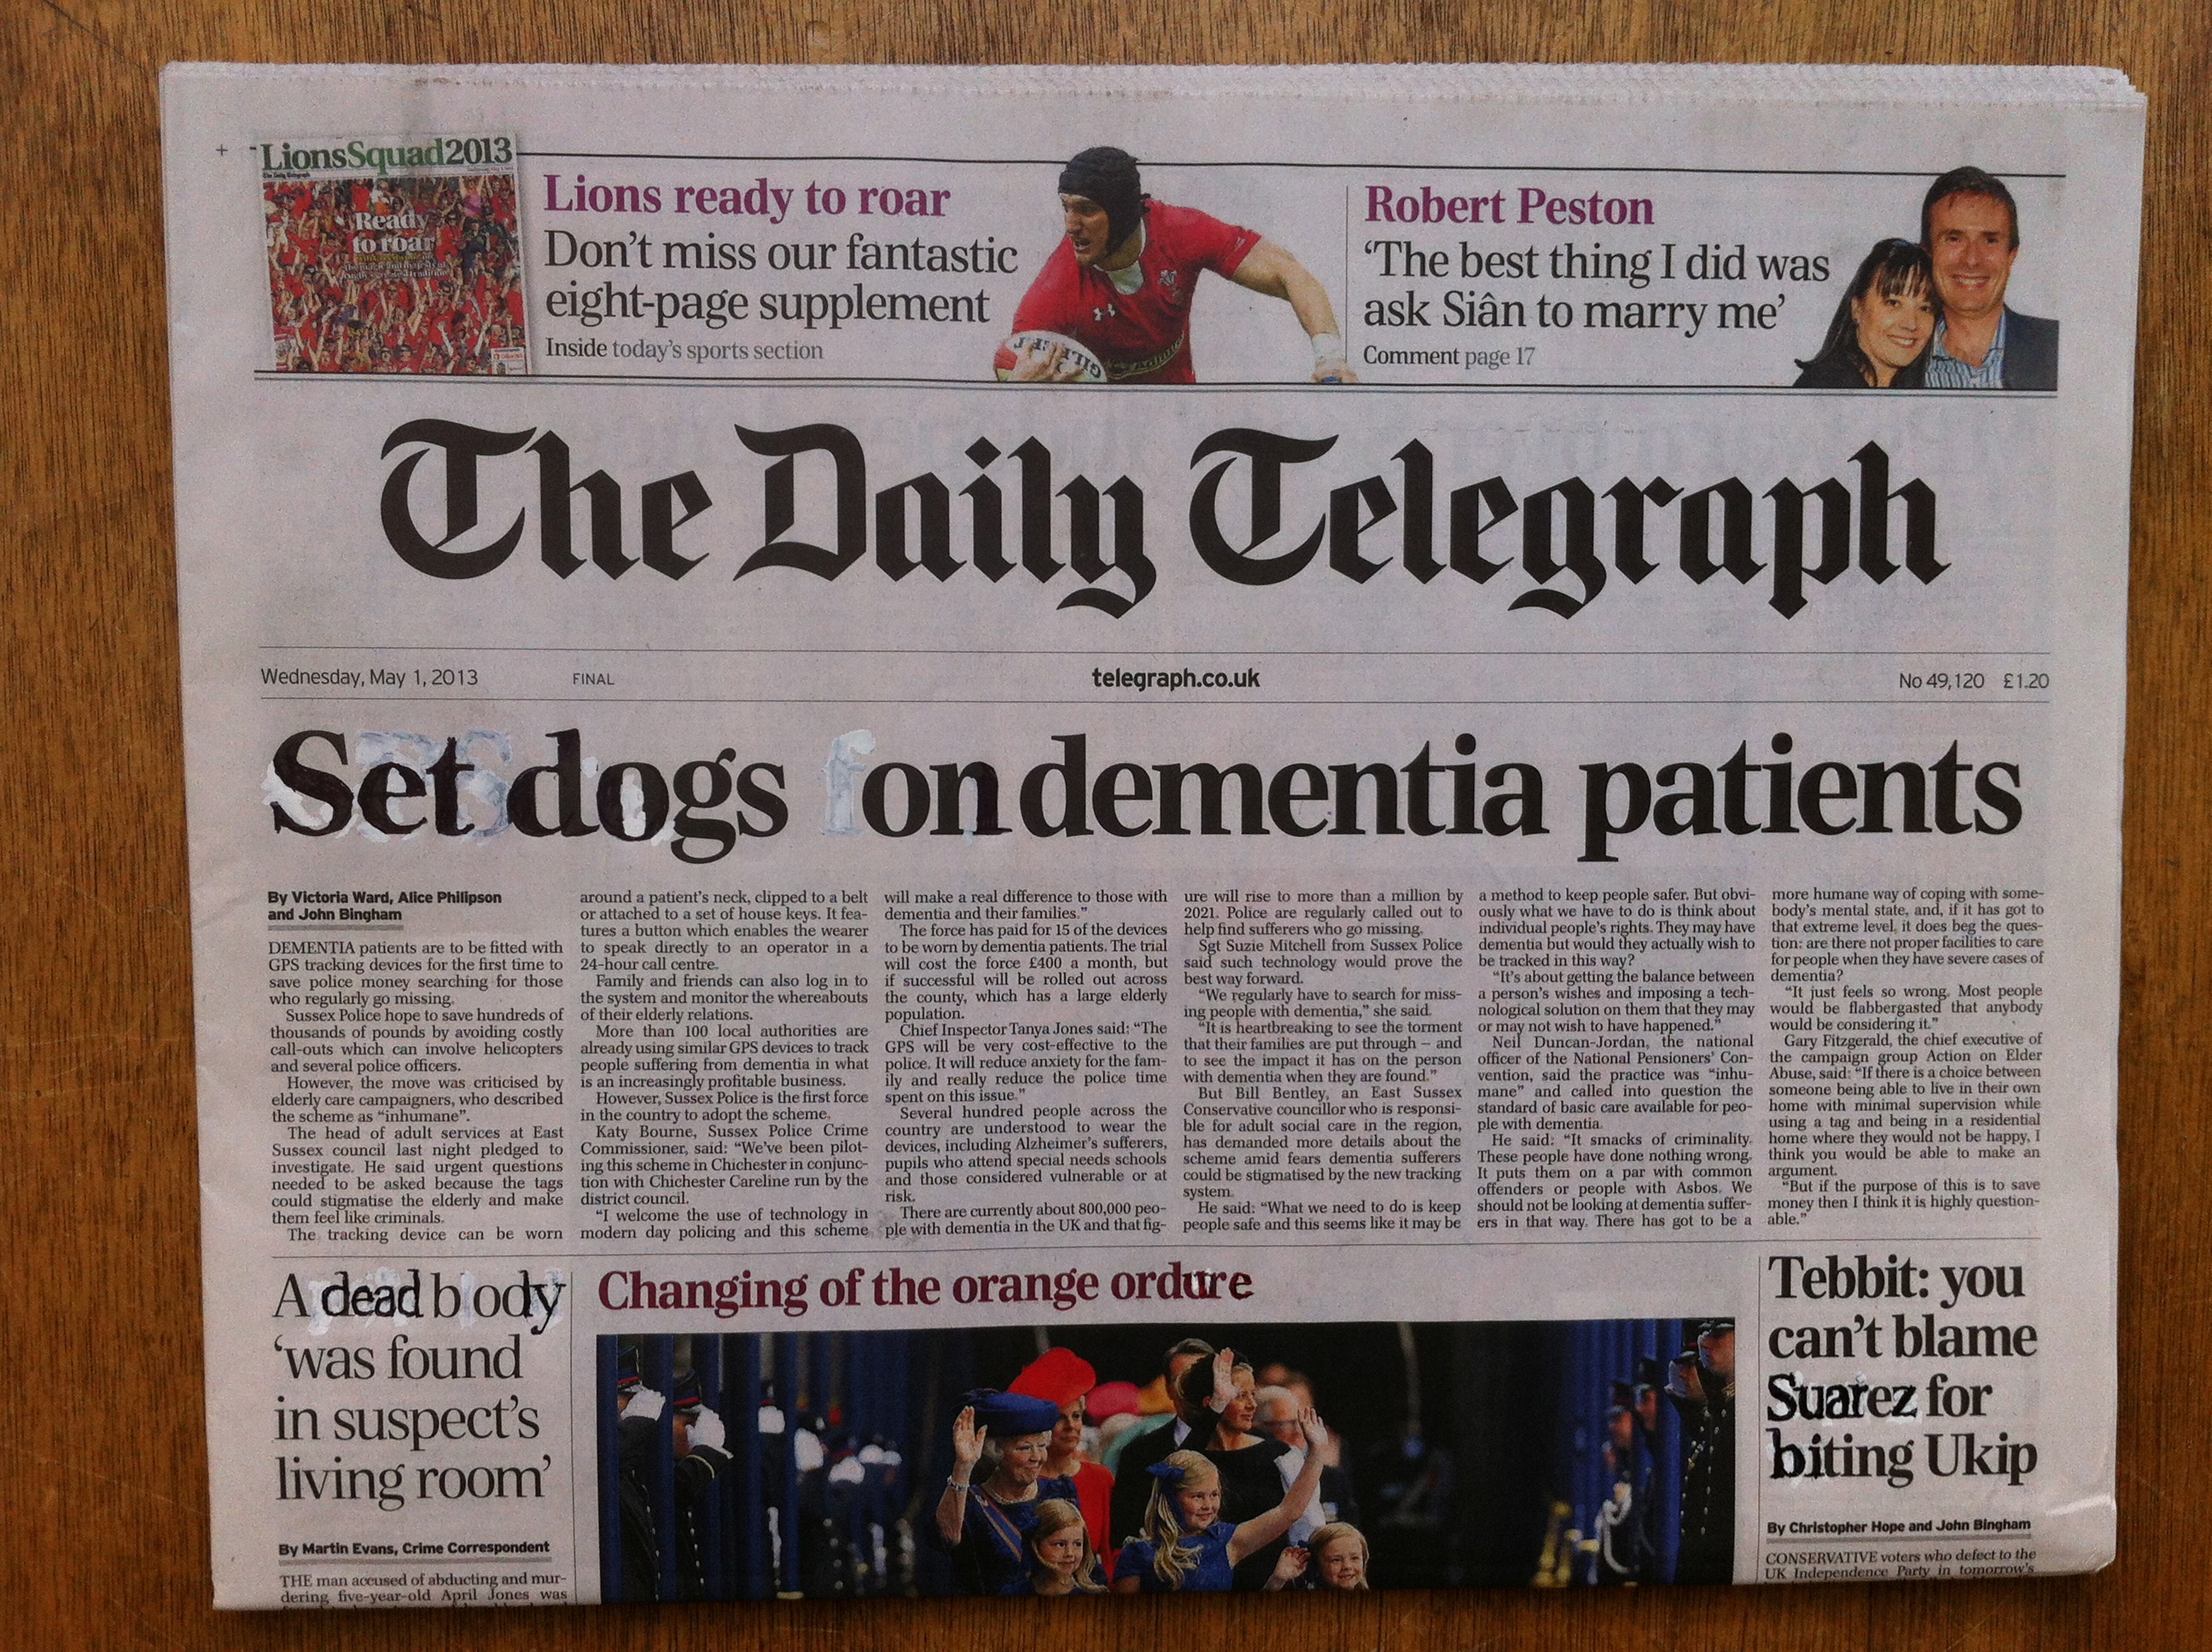 LionsSquad2013
The Daily Telegraph
Ready
to roar
Lions ready to roar
Don't miss our fantastic
eight-page supplement
Inside today's sports section
GILBERT
Robert Peston
‘The best thing I did was
ask Siân to marry me’
Comment page 17
The Daily Telegraph
Wednesday, May 1, 2013 FINAL telegraph.co.uk No 49,120 £1.20
Set dogs on dementia patients
By Victoria Ward, Alice Philipson
and John Bingham
DEMENTIA patients are to be fitted with
GPS tracking devices for the first time to
save police money searching for those
who regularly go missing.
Sussex Police hope to save hundreds of
thousands of pounds by avoiding costly
call-outs which can involve helicopters
and several police officers.
However, the move was criticised by
elderly care campaigners, who described
the scheme as “inhumane”.
The head of adult services at East
Sussex council last night pledged to
investigate. He said urgent questions
needed to be asked because the tags
could stigmatise the elderly and make
them feel like criminals.
The tracking device can be worn
around a patient's neck, clipped to a belt
or attached to a set of house keys. It fea-
tures a button which enables the wearer
to speak directly to an operator in a
24-hour call centre.
Family and friends can also log in to
the system and monitor the whereabouts
of their elderly relations.
More than 100 local authorities are
already using similar GPS devices to track
people suffering from dementia in what
is an increasingly profitable business.
However, Sussex Police is the first force
in the country to adopt the scheme.
Katy Bourne, Sussex Police Crime
Commissioner, said: “We've been pilot-
ing this scheme in Chichester in conjunc-
tion with Chichester Careline run by the
district council.
“I welcome the use of technology in
modern day policing and this scheme
will make a real difference to those with
dementia and their families.”
The force has paid for 15 of the devices
to be worn by dementia patients. The trial
will cost the force £400 a month, but
if successful will be rolled out across
the county, which has a large elderly
population.
Chief Inspector Tanya Jones said: “The
GPS will be very cost-effective to the
police. It will reduce anxiety for the fam-
ily and really reduce the police time
spent on this issue.”
Several hundred people across the
country are understood to wear the
devices, including Alzheimer's sufferers,
pupils who attend special needs schools
and those considered vulnerable or at
risk.
There are currently about 800,000 peo-
ple with dementia in the UK and that fig-
ure will rise to more than a million by
2021. Police are regularly called out to
help find sufferers who go missing.
Sgt Suzie Mitchell from Sussex Police
said such technology would prove the
best way forward.
“We regularly have to search for miss-
ing people with dementia,” she said.
“It is heartbreaking to see the torment
that their families are put through – and
to see the impact it has on the person
with dementia when they are found.”
But Bill Bentley, an East Sussex
Conservative councillor who is responsi-
ble for adult social care in the region,
has demanded more details about the
scheme amid fears dementia sufferers
could be stigmatised by the new tracking
system.
He said: “What we need to do is keep
people safe and this seems like it may be
a method to keep people safer. But obvi-
ously what we have to do is think about
individual people's rights. They may have
dementia but would they actually wish to
be tracked in this way?
“It's about getting the balance between
a person's wishes and imposing a tech-
nological solution on them that they may
or may not wish to have happened.”
Neil Duncan-Jordan, the national
officer of the National Pensioners' Con-
vention, said the practice was “inhu-
mane” and called into question the
standard of basic care available for peo-
ple with dementia.
He said: “It smacks of criminality.
These people have done nothing wrong.
It puts them on a par with common
offenders or people with Asbos. We
should not be looking at dementia suffer-
ers in that way. There has got to be a
more humane way of coping with some-
body's mental state, and, if it has got to
that extreme level, it does beg the ques-
tion: are there not proper facilities to care
for people when they have severe cases of
dementia?
“It just feels so wrong. Most people
would be flabbergasted that anybody
would be considering it.”
Gary Fitzgerald, the chief executive of
the campaign group Action on Elder
Abuse, said: “If there is a choice between
someone being able to live in their own
home with minimal supervision while
using a tag and being in a residential
home where they would not be happy, I
think you would be able to make an
argument.
“But if the purpose of this is to save
money then I think it is highly question-
able.”
A dead body
‘was found
in suspect's
living room’
By Martin Evans, Crime Correspondent
THE man accused of abducting and mur-
dering five-year-old April Jones was
Changing of the orange ordure
Tebbit: you
can't blame
Suarez for
biting Ukip
By Christopher Hope and John Bingham
CONSERVATIVE voters who defect to the
UK Independence Party in tomorrow's